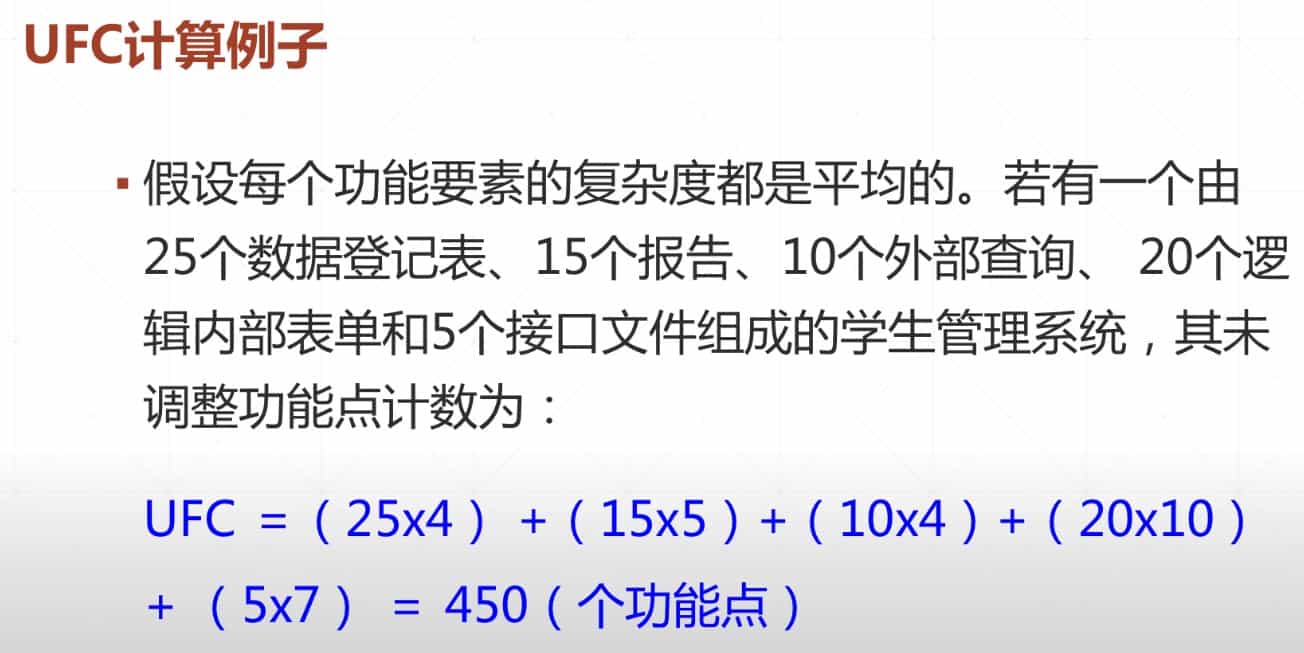 UFC计算例子
▪ 假设每个功能要素的复杂度都是平均的。若有一个由
25个数据登记表、15个报告、10个外部查询、 20个逻
辑内部表单和5个接口文件组成的学生管理系统，其未
调整功能点计数为：
UFC =（25x4） +（15x5）+（10x4）+（20x10）
+ （5x7） = 450（个功能点）